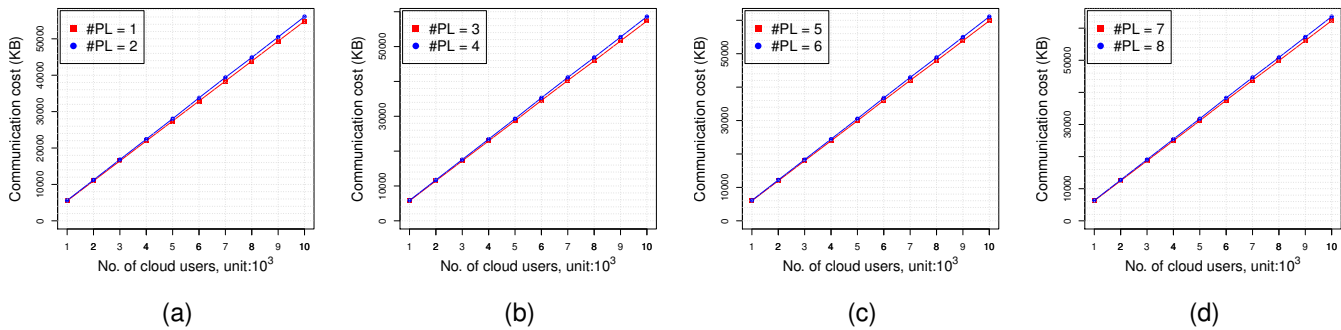 #PL = 1
#PL = 2
Communication cost (KB)
0 10000 20000 30000 40000 50000
1 2 3 4 5 6 7 8 9 10
No. of cloud users, unit:10³
(a)
#PL = 3
#PL = 4
Communication cost (KB)
0 10000 30000 50000
1 2 3 4 5 6 7 8 9 10
No. of cloud users, unit:10³
(b)
#PL = 5
#PL = 6
Communication cost (KB)
0 10000 30000 50000
1 2 3 4 5 6 7 8 9 10
No. of cloud users, unit:10³
(c)
#PL = 7
#PL = 8
Communication cost (KB)
0 10000 30000 50000
1 2 3 4 5 6 7 8 9 10
No. of cloud users, unit:10³
(d)